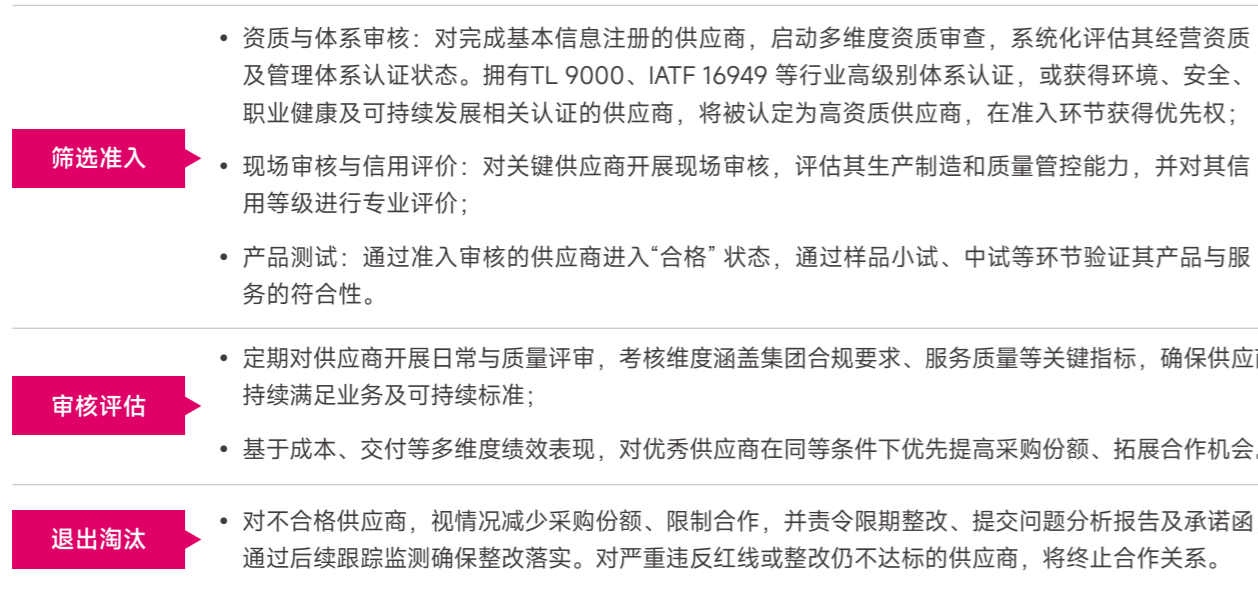 • 资质与体系审核：对完成基本信息注册的供应商，启动多维度资质审查，系统化评估其经营资质
及管理体系认证状态。拥有TL 9000、IATF 16949 等行业高级别体系认证，或获得环境、安全、
职业健康及可持续发展相关认证的供应商，将被认定为高资质供应商，在准入环节获得优先权；
筛选准入
• 现场审核与信用评价：对关键供应商开展现场审核，评估其生产制造和质量管控能力，并对其信
用等级进行专业评价；
• 产品测试：通过准入审核的供应商进入“合格” 状态，通过样品小试、中试等环节验证其产品与服
务的符合性。
审核评估
• 定期对供应商开展日常与质量评审，考核维度涵盖集团合规要求、服务质量等关键指标，确保供应
持续满足业务及可持续标准；
• 基于成本、交付等多维度绩效表现，对优秀供应商在同等条件下优先提高采购份额、拓展合作机会。
退出淘汰
• 对不合格供应商，视情况减少采购份额、限制合作，并责令限期整改、提交问题分析报告及承诺函
通过后续跟踪监测确保整改落实。对严重违反红线或整改仍不达标的供应商，将终止合作关系。